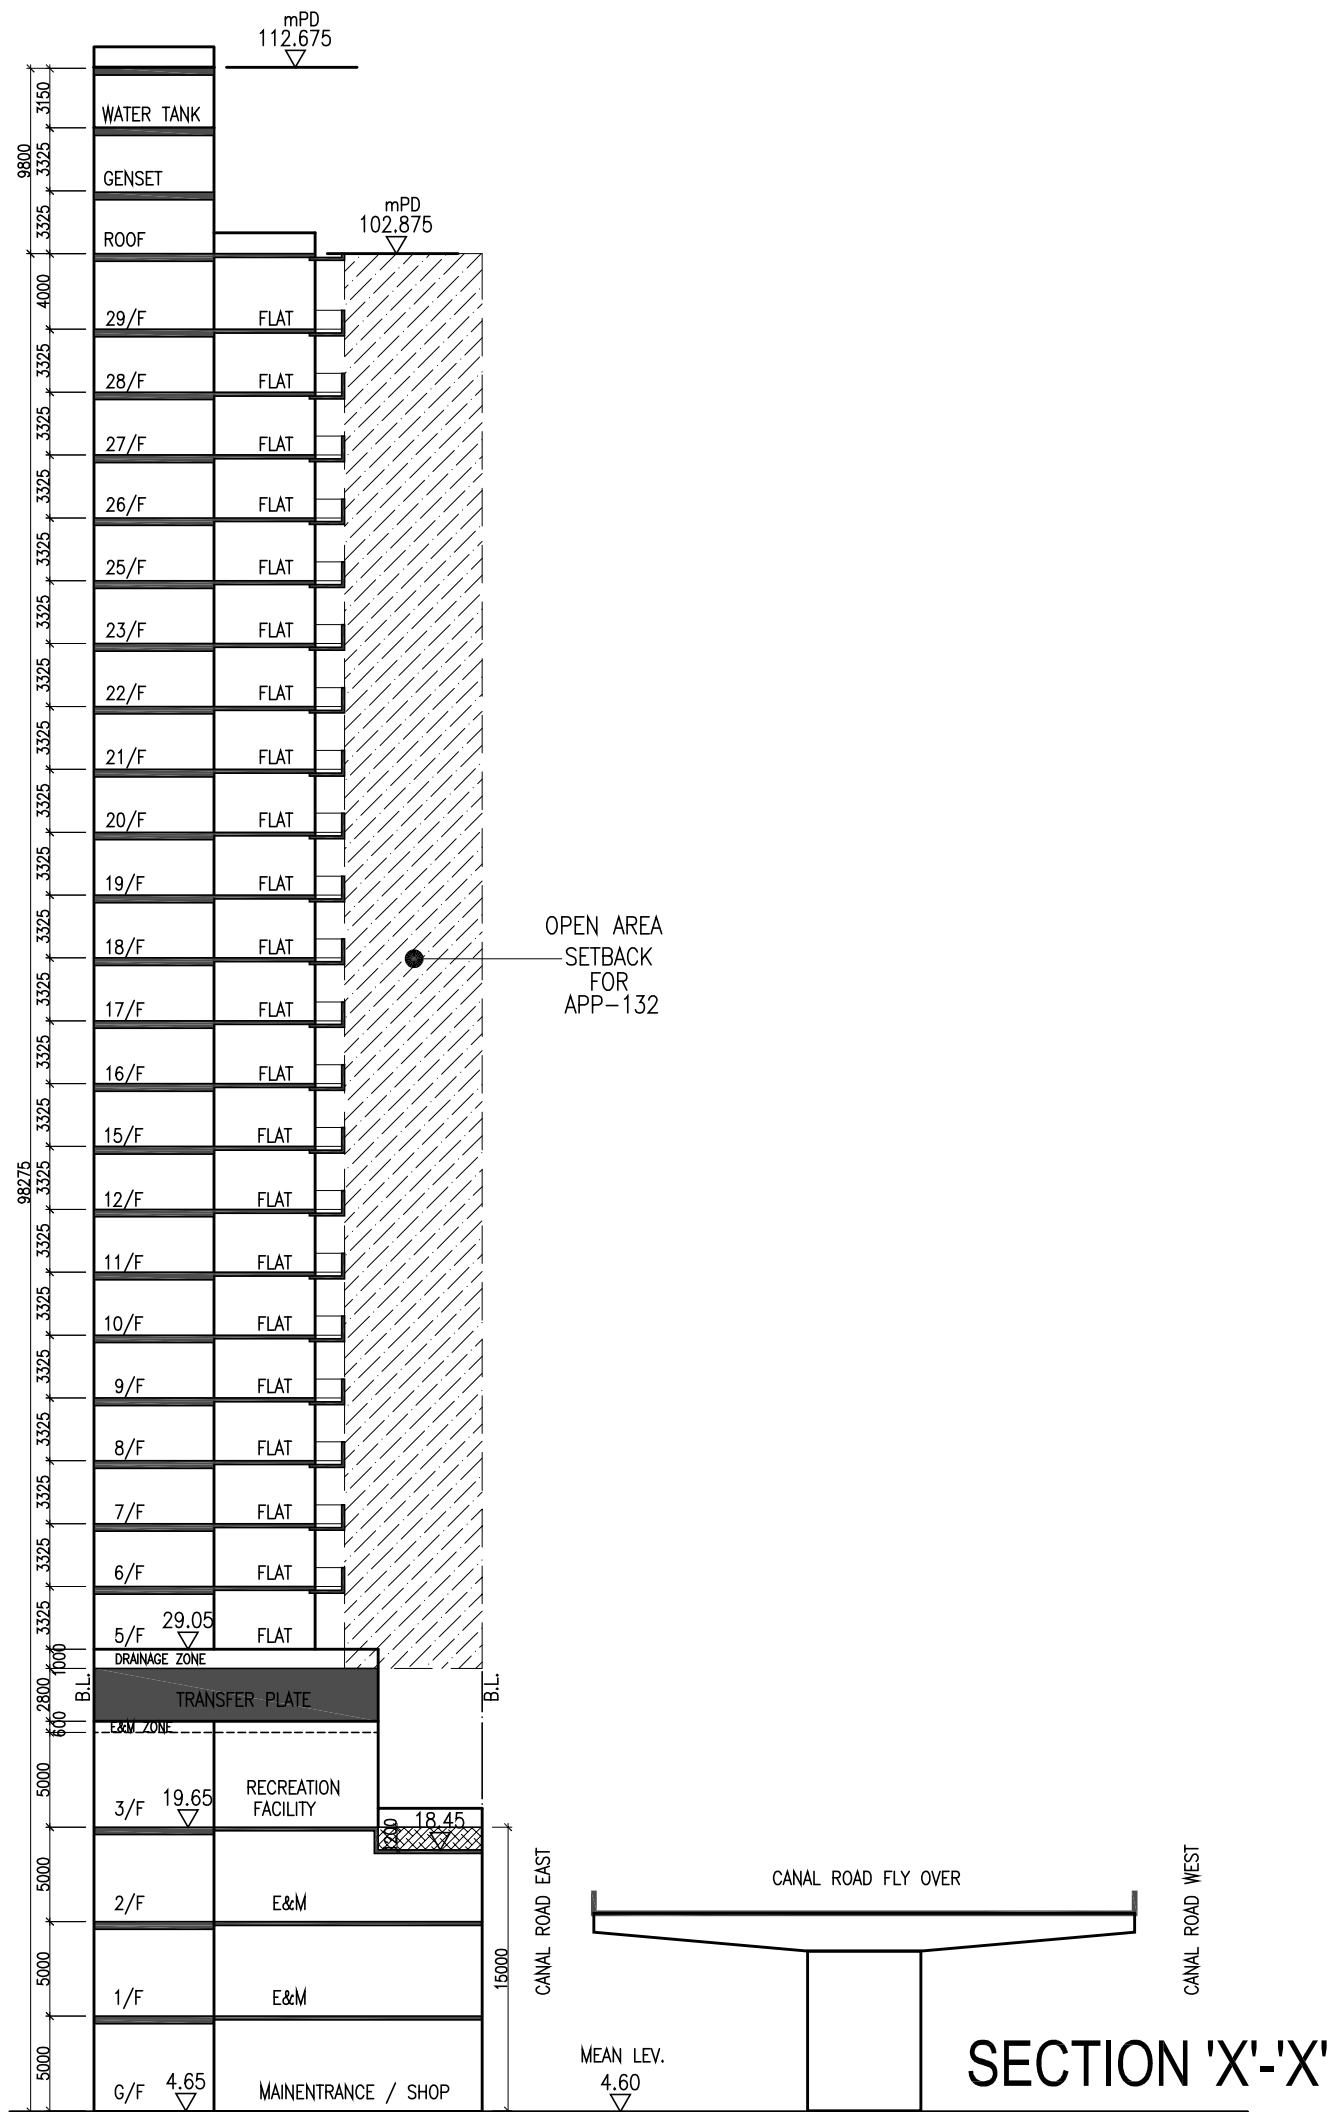 mPD
112.675
3150
WATER TANK
9800
3325
GENSET
mPD
102.875
3325
ROOF
4000
29/F FLAT
3325
28/F FLAT
3325
27/F FLAT
3325
26/F FLAT
3325
25/F FLAT
3325
23/F FLAT
3325
22/F FLAT
3325
21/F FLAT
3325
20/F FLAT
3325
19/F FLAT
3325
OPEN AREA
SETBACK
FOR
APP-132
18/F FLAT
3325
17/F FLAT
3325
16/F FLAT
3325
15/F FLAT
98275
3325
12/F FLAT
3325
11/F FLAT
3325
10/F FLAT
3325
9/F FLAT
3325
8/F FLAT
3325
7/F FLAT
3325
6/F FLAT
3325
5/F 29.05 FLAT
1000
DRAINAGE ZONE
B.L.
2800
TRANSFER PLATE
B.L.
600
E&M ZONE
5000
RECREATION
FACILITY
3/F 19.65
18.45
1200
5000
2/F E&M
CANAL ROAD EAST
CANAL ROAD FLY OVER
CANAL ROAD WEST
5000
1/F E&M
15000
5000
G/F 4.65 MAINENTRANCE / SHOP
MEAN LEV.
4.60
SECTION 'X'-'X'